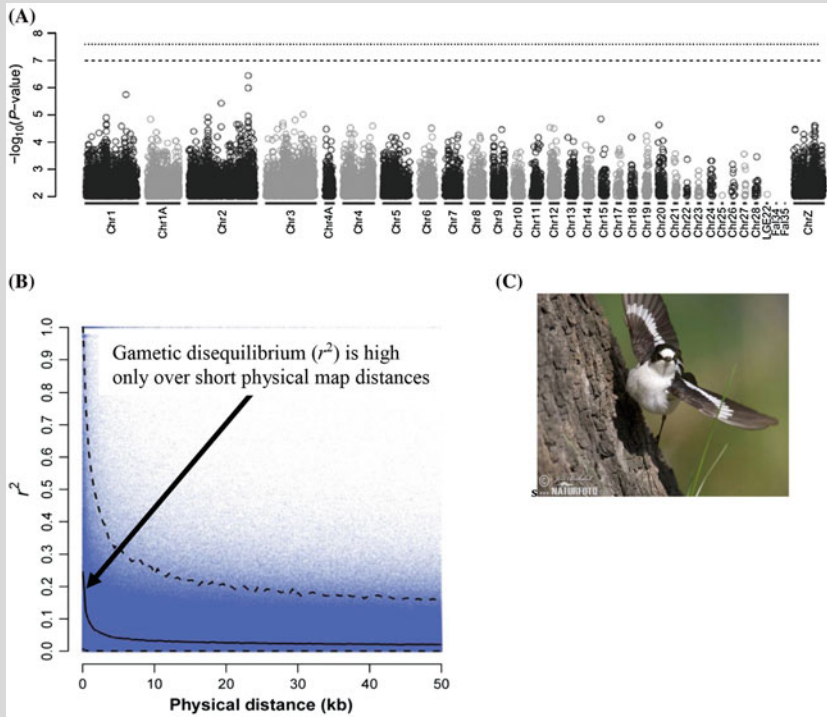 (A)
−log₁₀(P−value)
8
7
6
5
4
3
2
Chr1
Chr1A
Chr2
Chr3
Chr4A
Chr4
Chr5
Chr6
Chr7
Chr8
Chr9
Chr10
Chr11
Chr12
Chr13
Chr14
Chr15
Chr17
Chr18
Chr19
Chr20
Chr21
Chr22
Chr23
Chr24
Chr25
Chr26
Chr27
Chr28
LGE22
Fal34
Fal35
ChrZ
(B)
r²
1.0
0.9
0.8
0.7
0.6
0.5
0.4
0.3
0.2
0.1
0.0
Gametic disequilibrium (r²) is high
only over short physical map distances
0 10 20 30 40 50
Physical distance (kb)
(C)
©
NATURFOTO